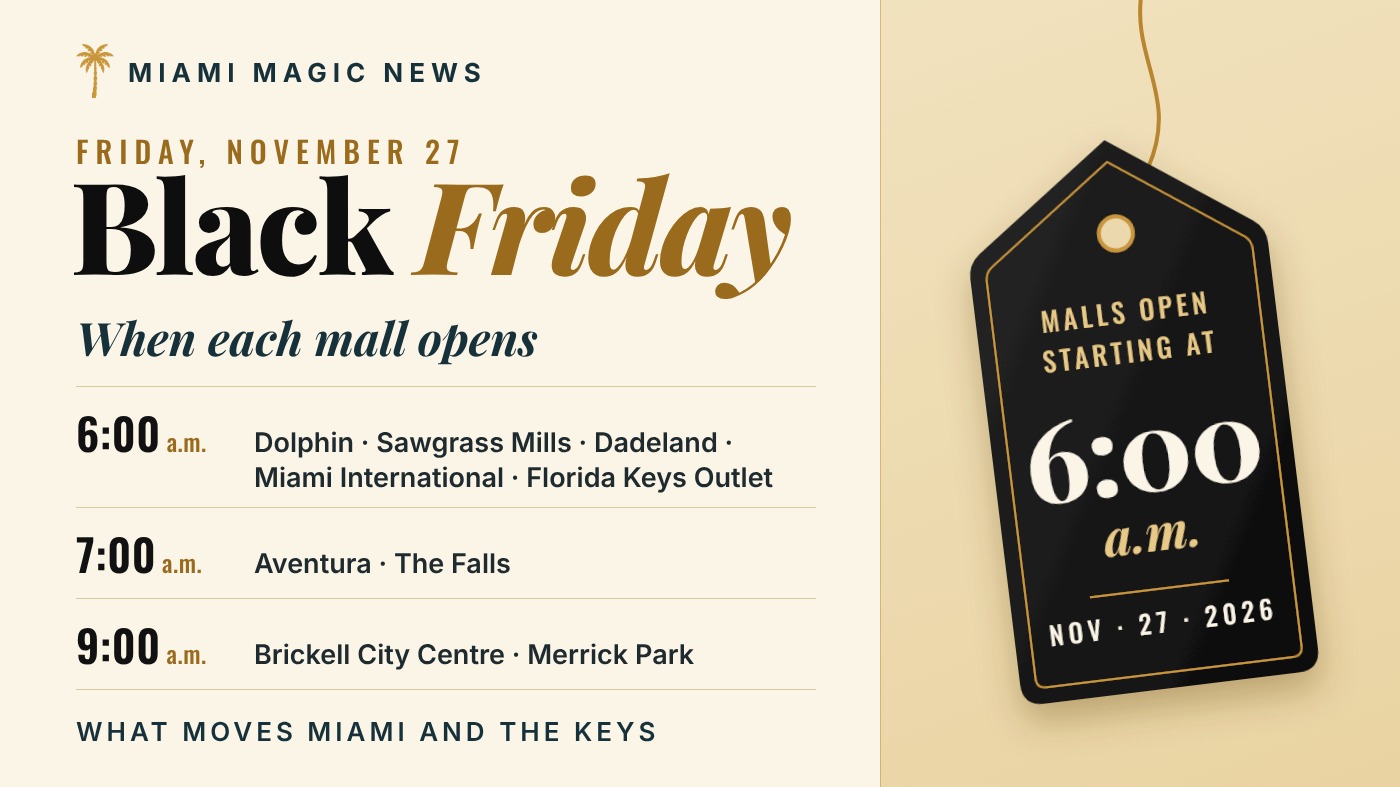 MIAMI MAGIC NEWS
FRIDAY, NOVEMBER 27
Black Friday
When each mall opens
6:00 a.m. Dolphin · Sawgrass Mills · Dadeland ·
Miami International · Florida Keys Outlet
7:00 a.m. Aventura · The Falls
9:00 a.m. Brickell City Centre · Merrick Park
WHAT MOVES MIAMI AND THE KEYS
MALLS OPEN
STARTING AT
6:00
a.m.
NOV · 27 · 2026